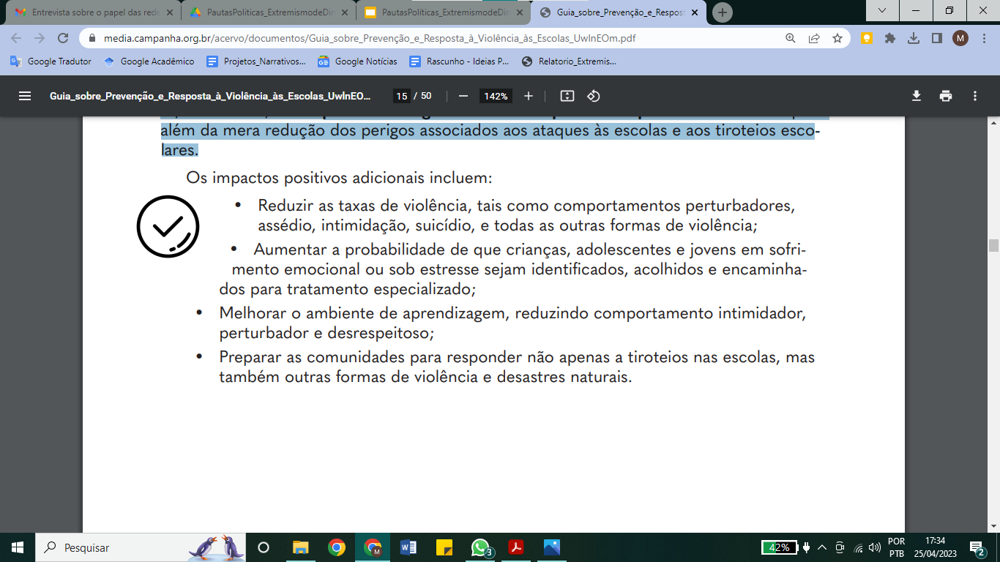 Entrevista sobre o papel das rede
PautasPoliticas_ExtremismodeDir
PautasPolíticas_ExtremismodeDir
Guia_sobre_Prevenção_e_Respost
media.campanha.org.br/acervo/documentos/Guia_sobre_Prevenção_e_Resposta_à_Violência_às_Escolas_UwlnEOm.pdf
M
Google Tradutor
Google Acadêmico
Projetos_Narrativos...
Google Notícias
Rascunho - Ideias P...
Relatorio_Extremis...
Guia_sobre_Prevenção_e_Resposta_à_Violência_às_Escolas_UwlnEO...
15 / 50
142%
além da mera redução dos perigos associados aos ataques às escolas e aos tiroteios esco-
lares.
Os impactos positivos adicionais incluem:
• Reduzir as taxas de violência, tais como comportamentos perturbadores,
assédio, intimidação, suicídio, e todas as outras formas de violência;
• Aumentar a probabilidade de que crianças, adolescentes e jovens em sofri-
mento emocional ou sob estresse sejam identificados, acolhidos e encaminha-
dos para tratamento especializado;
• Melhorar o ambiente de aprendizagem, reduzindo comportamento intimidador,
perturbador e desrespeitoso;
• Preparar as comunidades para responder não apenas a tiroteios nas escolas, mas
também outras formas de violência e desastres naturais.
Pesquisar
M
3
42%
POR
PTB
17:34
25/04/2023
2